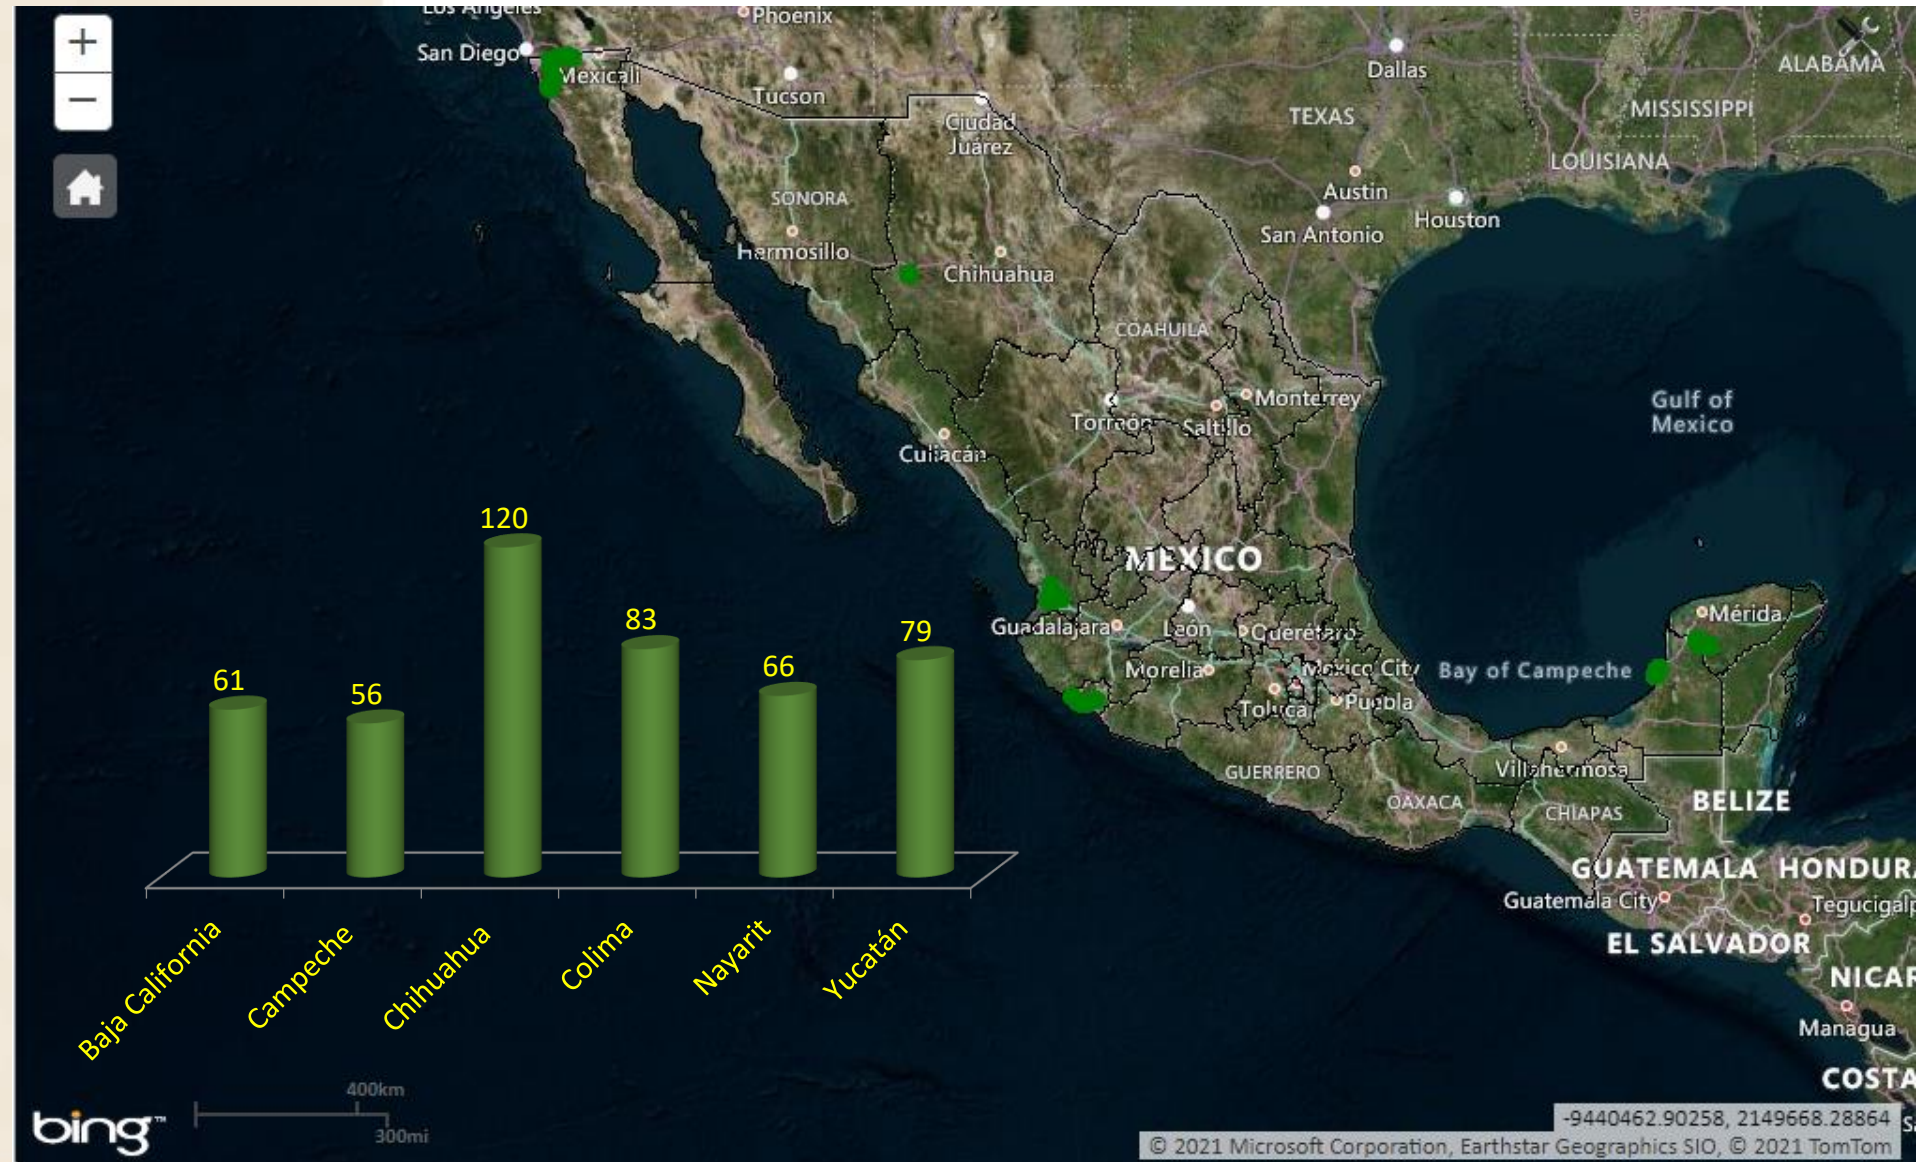 Los Angeles
Phoenix
San Diego
Mexicali
Tucson
Dallas
ALABAMA
TEXAS
MISSISSIPPI
Ciudad
Juárez
LOUISIANA
SONORA
Austin
Houston
San Antonio
Hermosillo
Chihuahua
COAHUILA
Monterrey
Torreón
Saltillo
Gulf of
Mexico
Culiacán
MEXICO
Guadalajara
León
Querétaro
Mérida
Morelia
Mexico City
Bay of Campeche
Toluca
Puebla
GUERRERO
Villahermosa
OAXACA
CHIAPAS
BELIZE
GUATEMALA
HONDUR
Guatemala City
Tegucigalp
EL SALVADOR
NICAR
Managua
COSTA
120
83
79
66
61
56
Baja California
Campeche
Chihuahua
Colima
Nayarit
Yucatán
400km
300mi
bing™
-9440462.90258, 2149668.28864
© 2021 Microsoft Corporation, Earthstar Geographics SIO, © 2021 TomTom